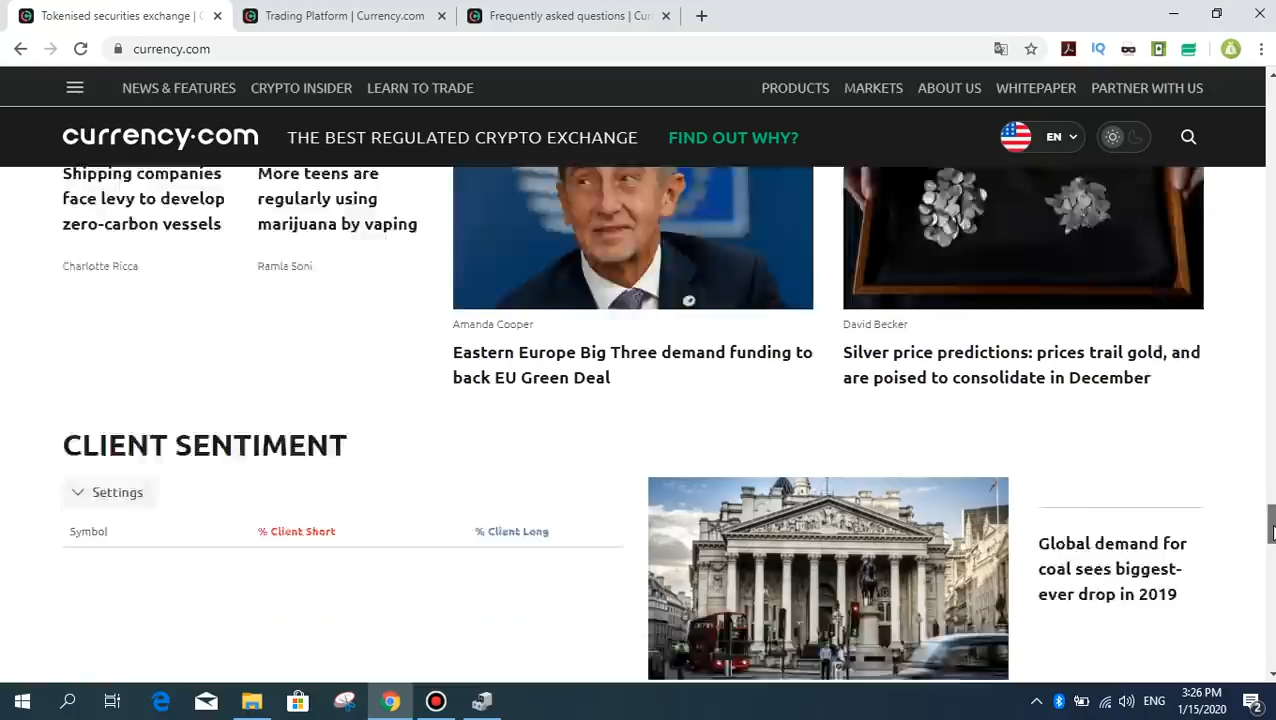 Tokenised securities exchange | C
Trading Platform | Currency.com
Frequently asked questions | Cur
currency.com
NEWS & FEATURES
CRYPTO INSIDER
LEARN TO TRADE
PRODUCTS
MARKETS
ABOUT US
WHITEPAPER
PARTNER WITH US
currency.com
THE BEST REGULATED CRYPTO EXCHANGE
FIND OUT WHY?
EN
Shipping companies
face levy to develop
zero-carbon vessels
Charlotte Ricca
More teens are
regularly using
marijuana by vaping
Ramla Soni
Amanda Cooper
Eastern Europe Big Three demand funding to
back EU Green Deal
David Becker
Silver price predictions: prices trail gold, and
are poised to consolidate in December
CLIENT SENTIMENT
Settings
Symbol
% Client Short
% Client Long
Global demand for
coal sees biggest-
ever drop in 2019
ENG
3:26 PM
1/15/2020
2